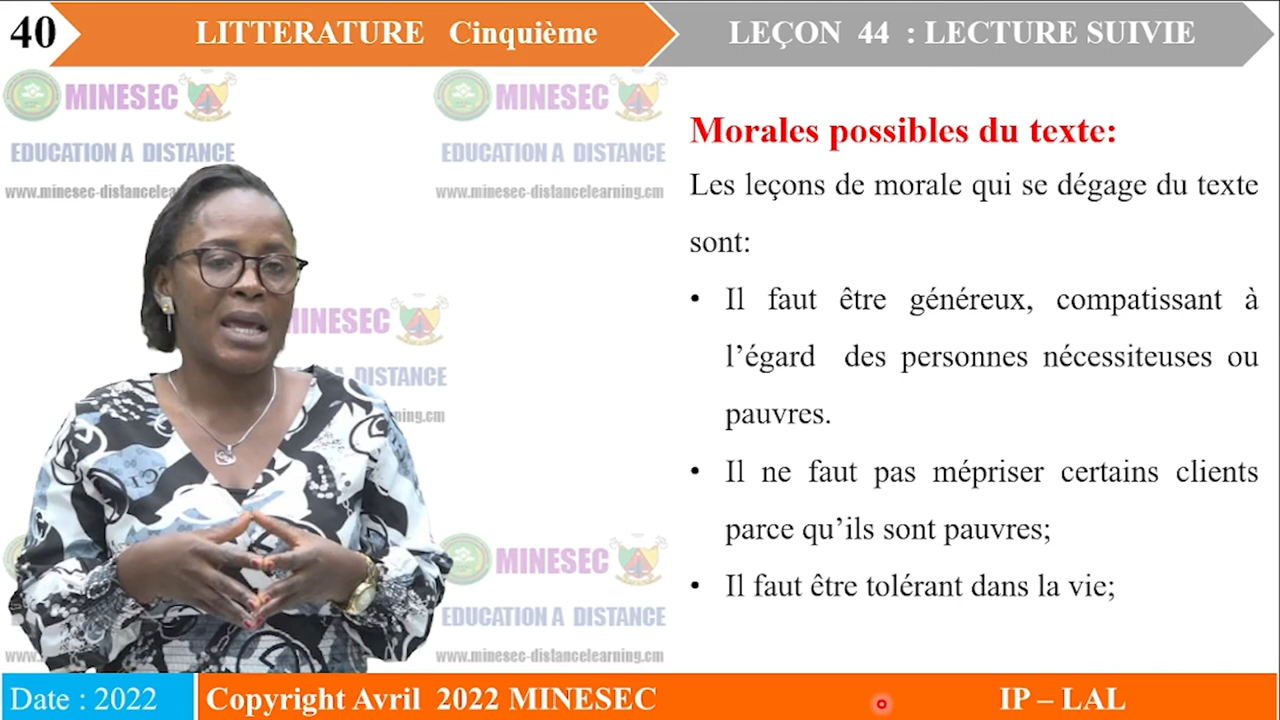 40
LITTERATURE Cinquième
LEÇON 44 : LECTURE SUIVIE
MINESEC
EDUCATION A DISTANCE
MINESEC
EDUCATION A DISTANCE
www.minesec-distancelearning.cm
Morales possibles du texte:
Les leçons de morale qui se dégage du texte
sont:
• Il faut être généreux, compatissant à
l’égard des personnes nécessiteuses ou
pauvres.
• Il ne faut pas mépriser certains clients
parce qu’ils sont pauvres;
• Il faut être tolérant dans la vie;
MINESEC
DISTANCE
MINESEC
EDUCATION A DISTANCE
www.minesec-distancelearning.cm
Date : 2022
Copyright Avril 2022 MINESEC
IP – LAL